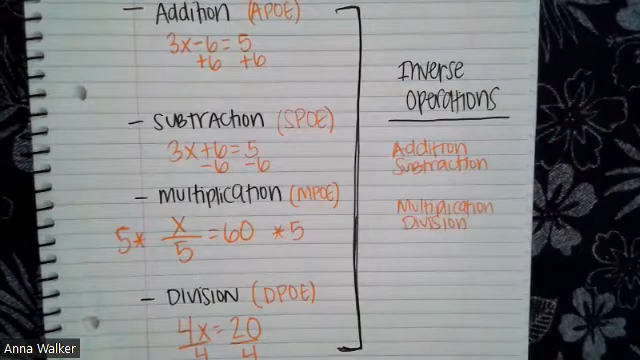 - Addition (APOE)
3x - 6 = 5
+6 +6
- Subtraction (SPOE)
3x + 6 = 5
-6 -6
- Multiplication (MPOE)
5* x/5 = 60 *5
- Division (DPOE)
4x = 20
4 4
Inverse
Operations
Addition
Subtraction
Multiplication
Division
Anna Walker